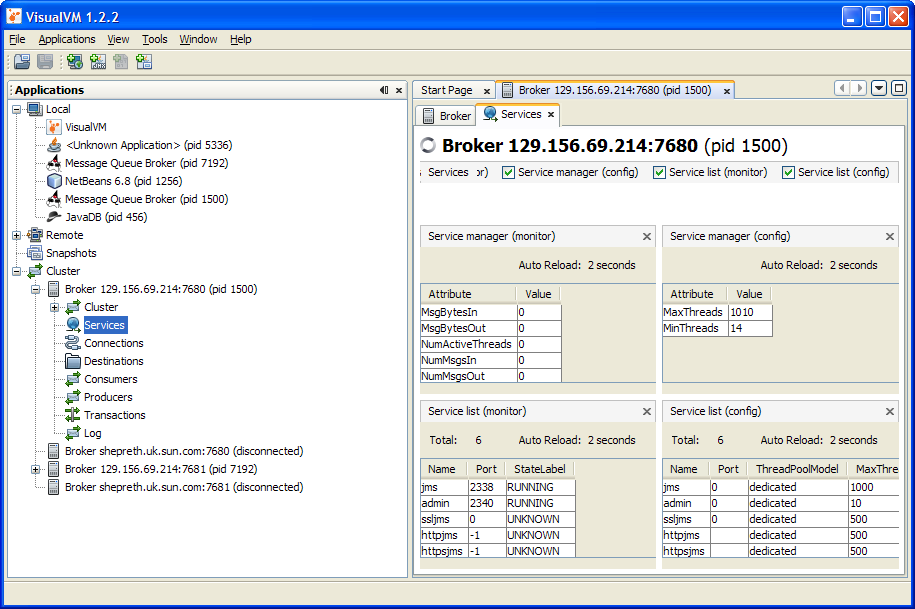 VisualVM 1.2.2
File Applications View Tools Window Help
Applications
Local
VisualVM
<Unknown Application> (pid 5336)
Message Queue Broker (pid 7192)
NetBeans 6.8 (pid 1256)
Message Queue Broker (pid 1500)
JavaDB (pid 456)
Remote
Snapshots
Cluster
Broker 129.156.69.214:7680 (pid 1500)
Cluster
Services
Connections
Destinations
Consumers
Producers
Transactions
Log
Broker shepreth.uk.sun.com:7680 (disconnected)
Broker 129.156.69.214:7681 (pid 7192)
Broker shepreth.uk.sun.com:7681 (disconnected)
Start Page Broker 129.156.69.214:7680 (pid 1500)
Broker Services
Broker 129.156.69.214:7680 (pid 1500)
Services or) Service manager (config) Service list (monitor) Service list (config)
Service manager (monitor)
Auto Reload: 2 seconds
Attribute Value
MsgBytesIn 0
MsgBytesOut 0
NumActiveThreads 0
NumMsgsIn 0
NumMsgsOut 0
Service manager (config)
Auto Reload: 2 seconds
Attribute Value
MaxThreads 1010
MinThreads 14
Service list (monitor)
Total: 6 Auto Reload: 2 seconds
Name Port StateLabel
jms 2338 RUNNING
admin 2340 RUNNING
ssljms 0 UNKNOWN
httpjms -1 UNKNOWN
httpsjms -1 UNKNOWN
Service list (config)
Total: 6 Auto Reload: 2 seconds
Name Port ThreadPoolModel MaxThre
jms 0 dedicated 1000
admin 0 dedicated 10
ssljms 0 dedicated 500
httpjms dedicated 500
httpsjms dedicated 500